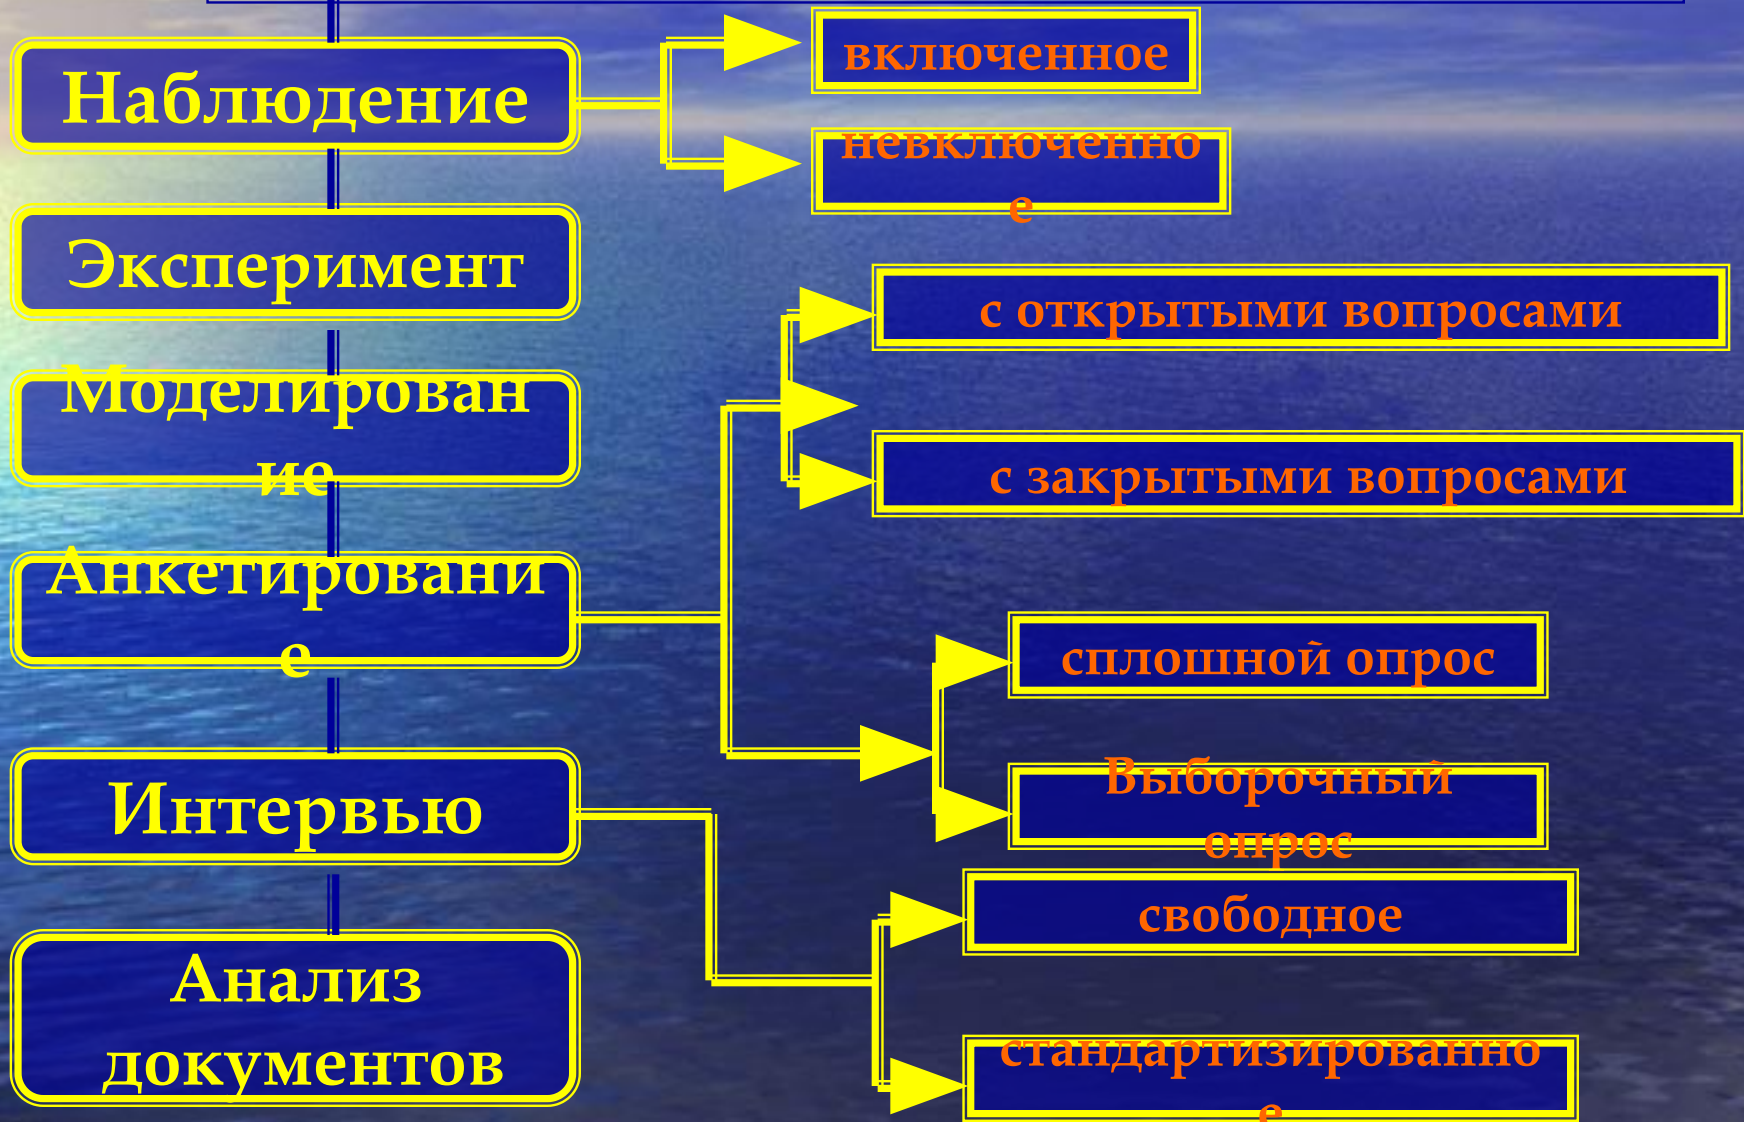 Наблюдение
включенное
невключенно
е
Эксперимент
с открытыми вопросами
Моделирован
ие
с закрытыми вопросами
Анкетировани
е
сплошной опрос
Выборочный
опрос
Интервью
свободное
Анализ
документов
стандартизированно
е